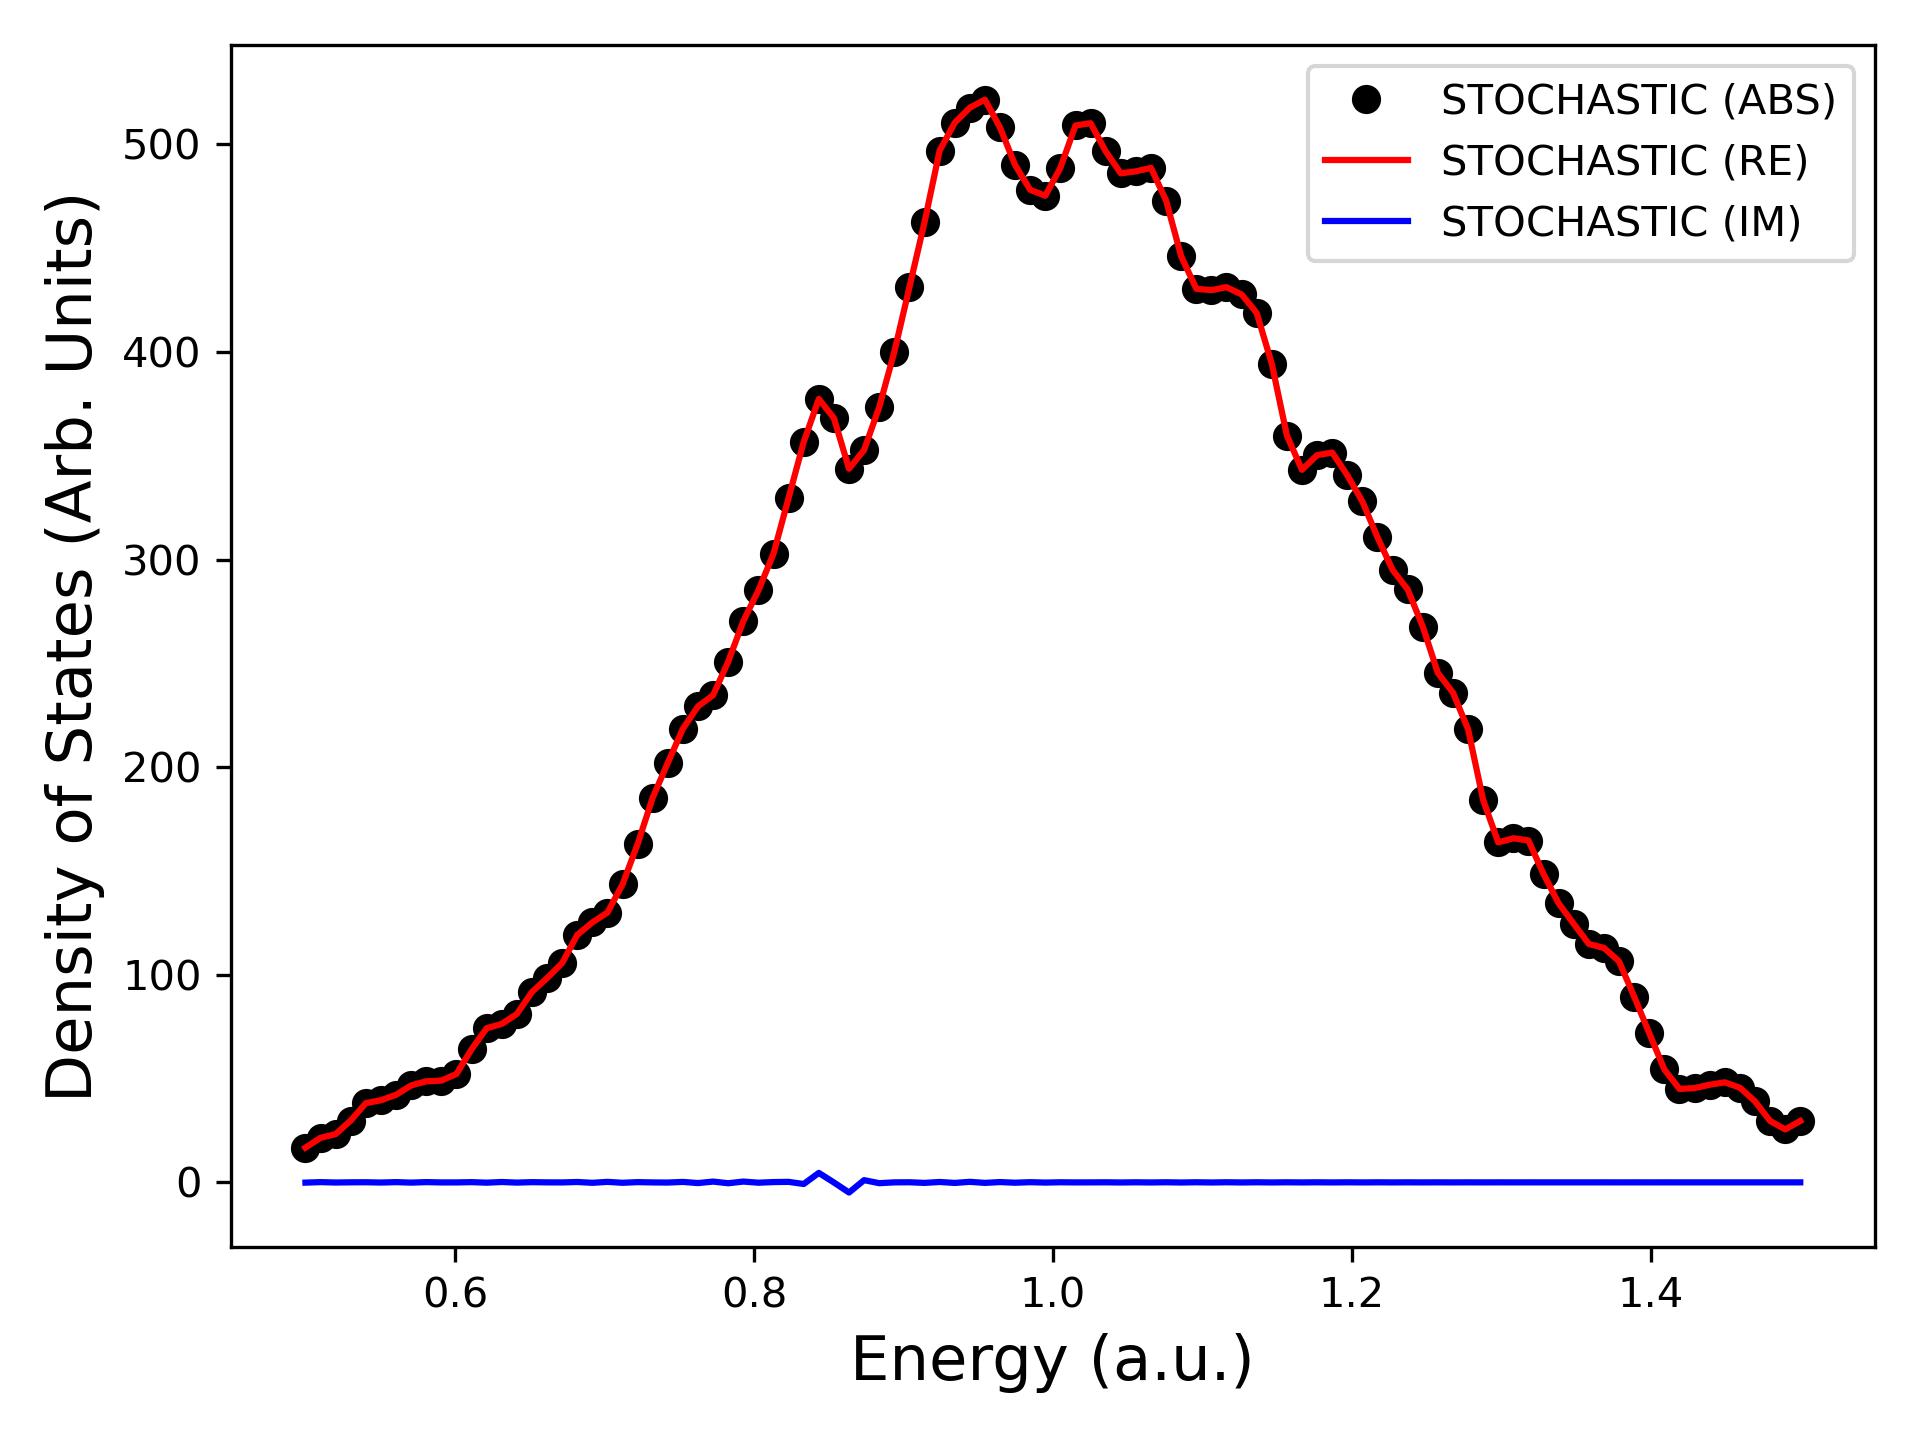 STOCHASTIC (ABS)
STOCHASTIC (RE)
STOCHASTIC (IM)
Density of States (Arb. Units)
500
400
300
200
100
0
0.6 0.8 1.0 1.2 1.4
Energy (a.u.)